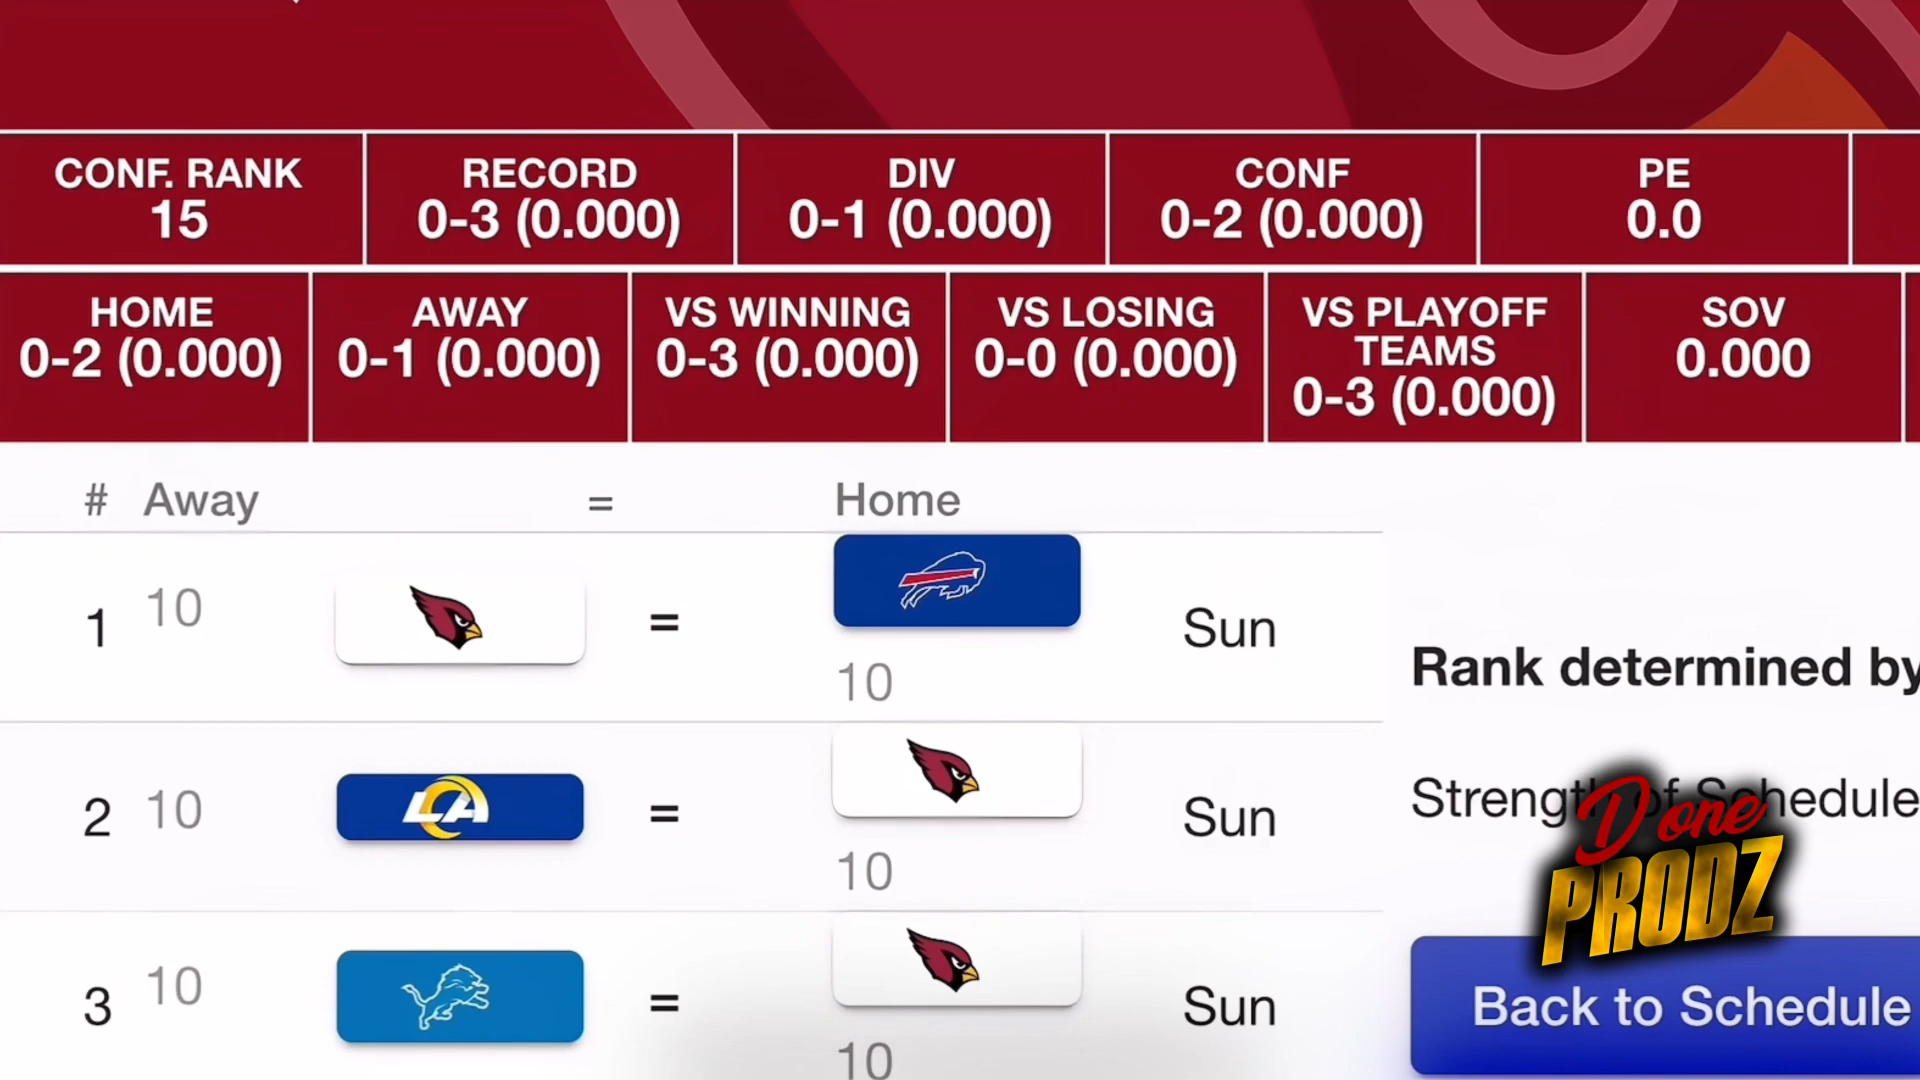 CONF. RANK
15
RECORD
0-3 (0.000)
DIV
0-1 (0.000)
CONF
0-2 (0.000)
PE
0.0
HOME
0-2 (0.000)
AWAY
0-1 (0.000)
VS WINNING
0-3 (0.000)
VS LOSING
0-0 (0.000)
VS PLAYOFF
TEAMS
0-3 (0.000)
SOV
0.000
# Away = Home
1 10 = 10 Sun
2 10 LA = 10 Sun
3 10 = 10 Sun
Rank determined by
Strength of Schedule
D one
PRODZ
Back to Schedule